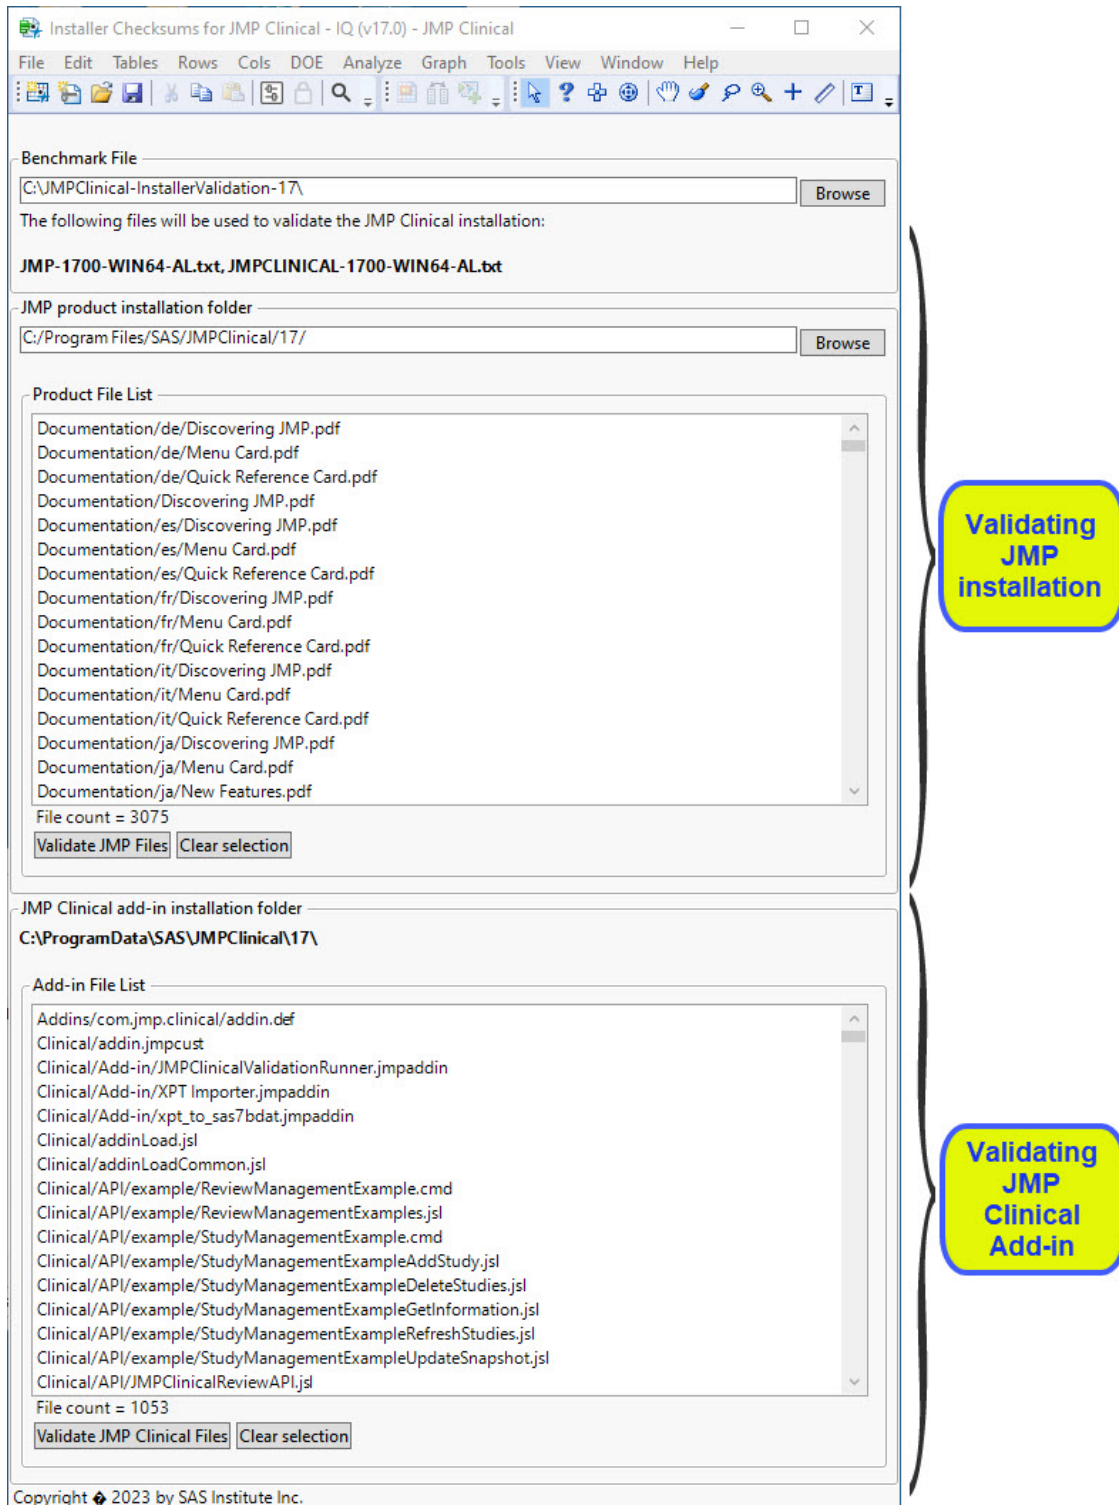 Installer Checksums for JMP Clinical - IQ (v17.0) - JMP Clinical
File Edit Tables Rows Cols DOE Analyze Graph Tools View Window Help
Benchmark File
C:\JMPClinical-InstallerValidation-17\
Browse
The following files will be used to validate the JMP Clinical installation:
JMP-1700-WIN64-AL.txt, JMPCLINICAL-1700-WIN64-AL.txt
JMP product installation folder
C:/Program Files/SAS/JMPClinical/17/
Browse
Product File List
Documentation/de/Discovering JMP.pdf
Documentation/de/Menu Card.pdf
Documentation/de/Quick Reference Card.pdf
Documentation/Discovering JMP.pdf
Documentation/es/Discovering JMP.pdf
Documentation/es/Menu Card.pdf
Documentation/es/Quick Reference Card.pdf
Documentation/fr/Discovering JMP.pdf
Documentation/fr/Menu Card.pdf
Documentation/fr/Quick Reference Card.pdf
Documentation/it/Discovering JMP.pdf
Documentation/it/Menu Card.pdf
Documentation/it/Quick Reference Card.pdf
Documentation/ja/Discovering JMP.pdf
Documentation/ja/Menu Card.pdf
Documentation/ja/New Features.pdf
File count = 3075
Validate JMP Files Clear selection
Validating
JMP
installation
JMP Clinical add-in installation folder
C:\ProgramData\SAS\JMPClinical\17\
Add-in File List
Addins/com.jmp.clinical/addin.def
Clinical/addin.jmpcust
Clinical/Add-in/JMPClinicalValidationRunner.jmpaddin
Clinical/Add-in/XPT Importer.jmpaddin
Clinical/Add-in/xpt_to_sas7bdat.jmpaddin
Clinical/addinLoad.jsl
Clinical/addinLoadCommon.jsl
Clinical/API/example/ReviewManagementExample.cmd
Clinical/API/example/ReviewManagementExamples.jsl
Clinical/API/example/StudyManagementExample.cmd
Clinical/API/example/StudyManagementExampleAddStudy.jsl
Clinical/API/example/StudyManagementExampleDeleteStudies.jsl
Clinical/API/example/StudyManagementExampleGetInformation.jsl
Clinical/API/example/StudyManagementExampleRefreshStudies.jsl
Clinical/API/example/StudyManagementExampleUpdateSnapshot.jsl
Clinical/API/JMPClinicalReviewAPI.jsl
File count = 1053
Validate JMP Clinical Files Clear selection
Validating
JMP
Clinical
Add-in
Copyright � 2023 by SAS Institute Inc.